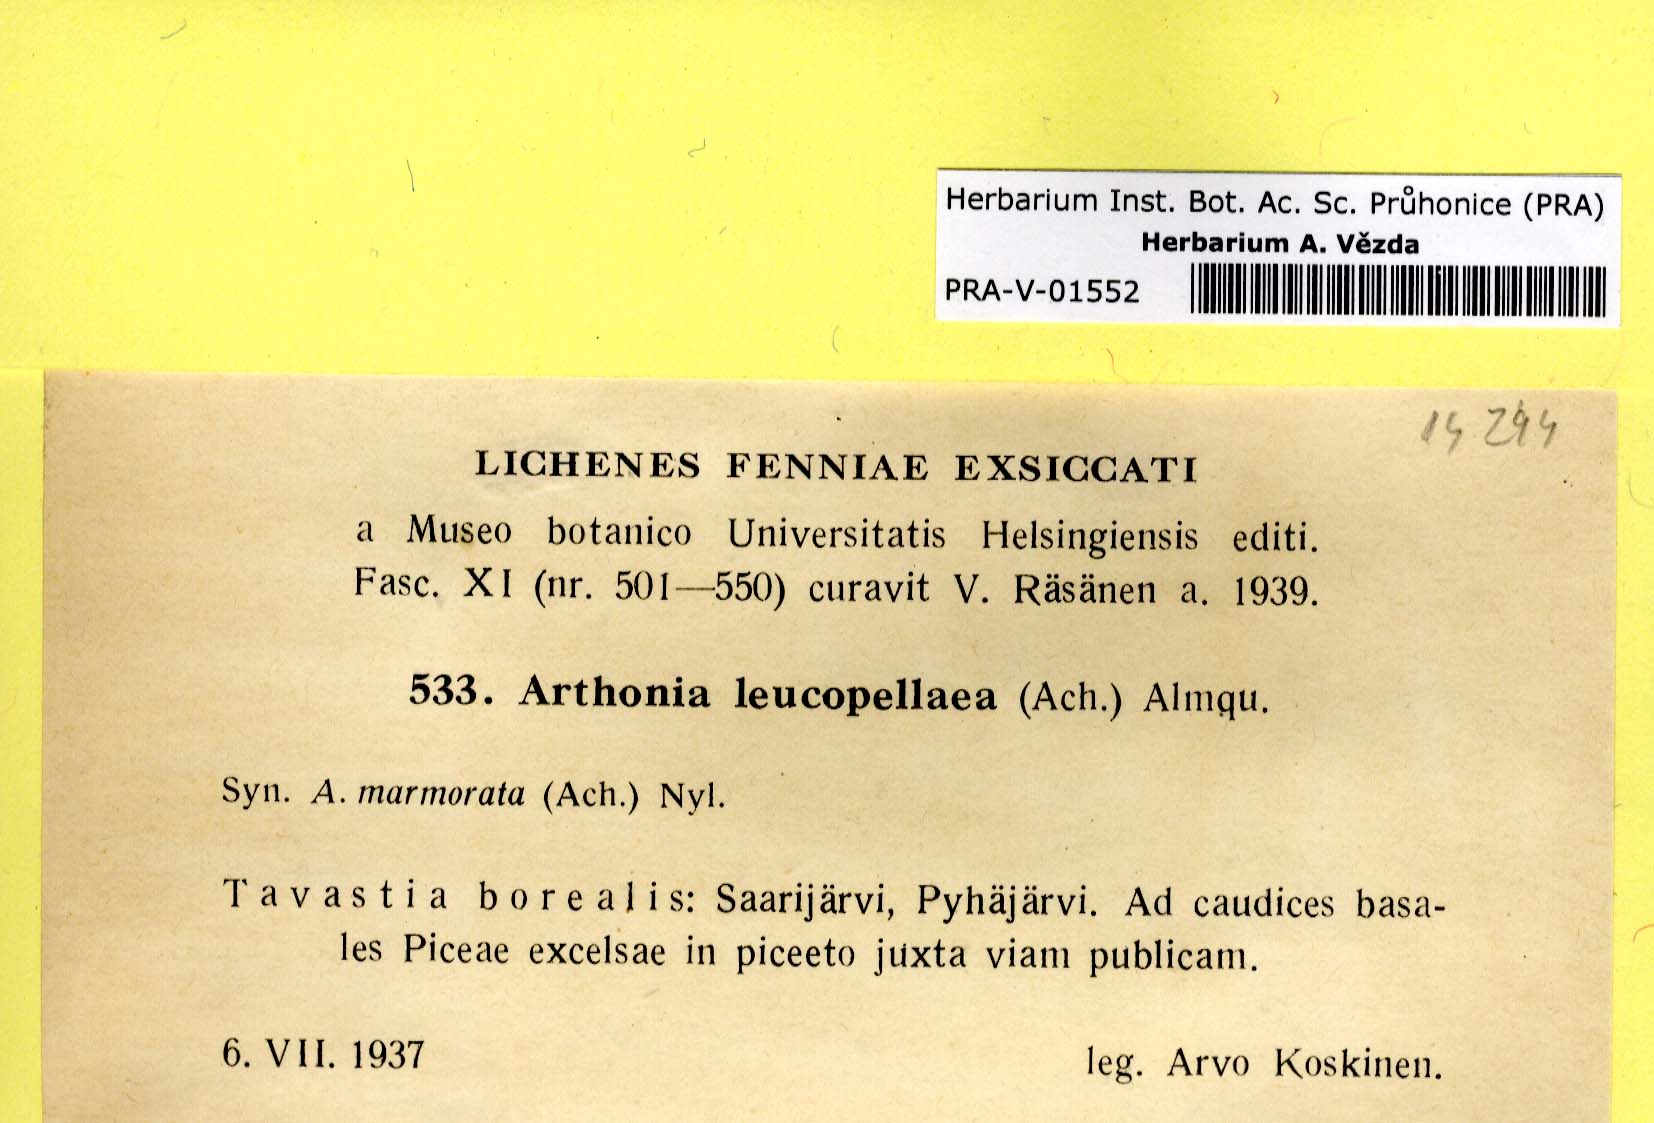 Herbarium Inst. Bot. Ac. Sc. Průhonice (PRA)
Herbarium A. Vězda
PRA-V-01552
14 294
LICHENES FENNIAE EXSICCATI
a Museo botanico Universitatis Helsingiensis editi.
Fasc. XI (nr. 501—550) curavit V. Räsänen a. 1939.
533. Arthonia leucopellaea (Ach.) Almqu.
Syn. A. marmorata (Ach.) Nyl.
Tavastia borealis: Saarijärvi, Pyhäjärvi. Ad caudices basa-
les Piceae excelsae in piceeto juxta viam publicam.
6. VII. 1937
leg. Arvo Koskinen.